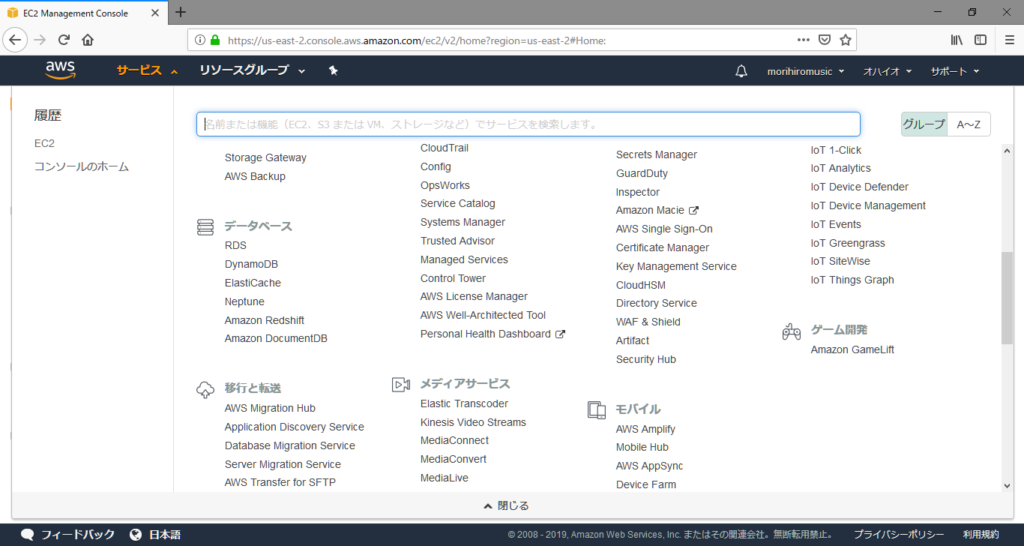 EC2 Management Console
https://us-east-2.console.aws.amazon.com/ec2/v2/home?region=us-east-2#Home:
aws
サービス
リソースグループ
morihiromusic
オハイオ
サポート
履歴
EC2
コンソールのホーム
名前または機能（EC2、S3 または VM、ストレージなど）でサービスを検索します。
グループ
A～Z
Storage Gateway
AWS Backup
データベース
RDS
DynamoDB
ElastiCache
Neptune
Amazon Redshift
Amazon DocumentDB
移行と転送
AWS Migration Hub
Application Discovery Service
Database Migration Service
Server Migration Service
AWS Transfer for SFTP
CloudTrail
Config
OpsWorks
Service Catalog
Systems Manager
Trusted Advisor
Managed Services
Control Tower
AWS License Manager
AWS Well-Architected Tool
Personal Health Dashboard
メディアサービス
Elastic Transcoder
Kinesis Video Streams
MediaConnect
MediaConvert
MediaLive
Secrets Manager
GuardDuty
Inspector
Amazon Macie
AWS Single Sign-On
Certificate Manager
Key Management Service
CloudHSM
Directory Service
WAF & Shield
Artifact
Security Hub
モバイル
AWS Amplify
Mobile Hub
AWS AppSync
Device Farm
IoT 1-Click
IoT Analytics
IoT Device Defender
IoT Device Management
IoT Events
IoT Greengrass
IoT SiteWise
IoT Things Graph
ゲーム開発
Amazon GameLift
閉じる
フィードバック
日本語
© 2008 - 2019, Amazon Web Services, Inc. またはその関連会社。無断転用禁止。
プライバシーポリシー
利用規約